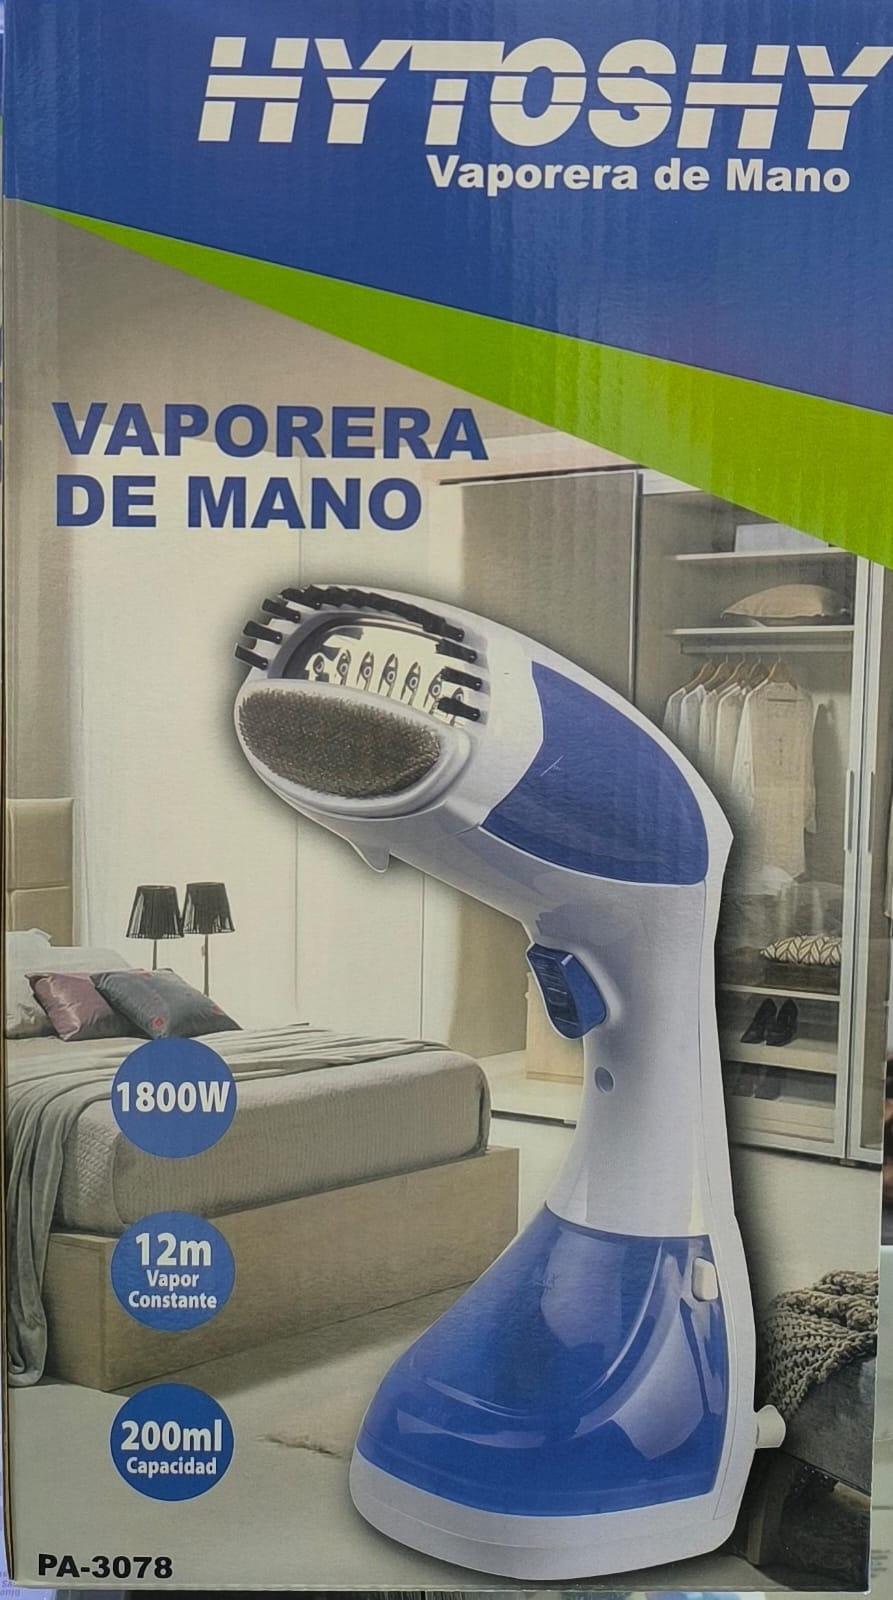 HYTOSHY
Vaporera de Mano
VAPORERA
DE MANO
1800W
12m
Vapor
Constante
200ml
Capacidad
PA-3078